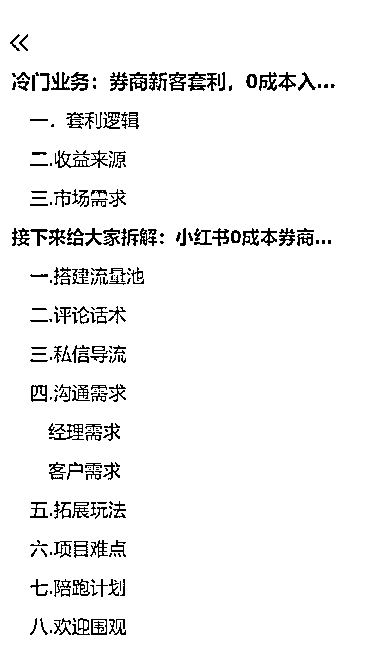 冷门业务：券商新客套利，0成本入...
一．套利逻辑
二.收益来源
三.市场需求
接下来给大家拆解：小红书0成本券商...
一.搭建流量池
二.评论话术
三.私信导流
四.沟通需求
经理需求
客户需求
五.拓展玩法
六.项目难点
七.陪跑计划
八.欢迎围观